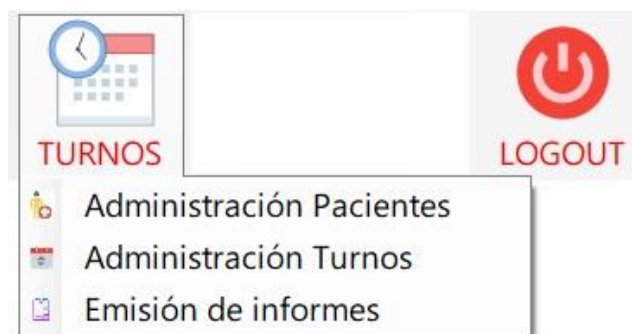 TURNOS
LOGOUT
Administración Pacientes
Administración Turnos
Emisión de informes